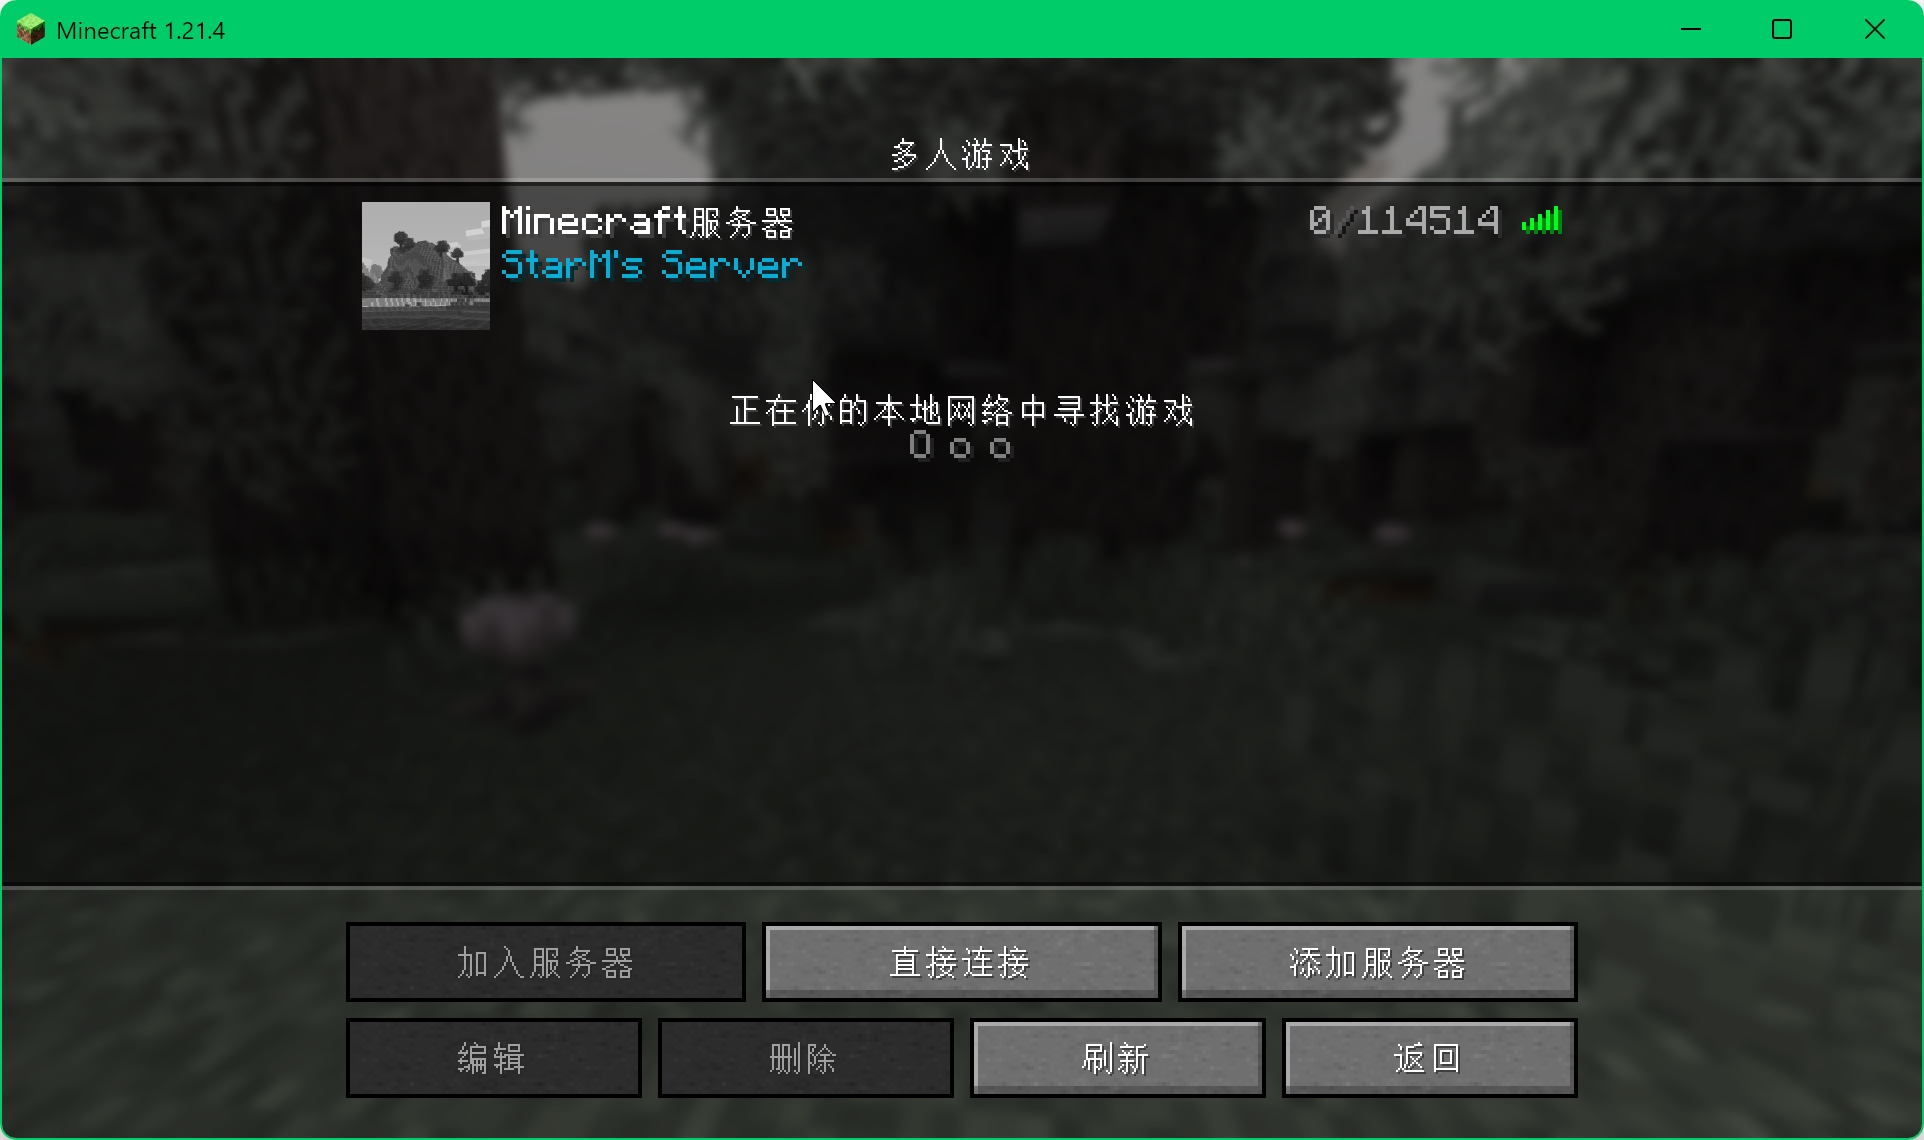 Minecraft 1.21.4
多人游戏
Minecraft服务器 0/114514
StarM's Server
正在你的本地网络中寻找游戏
O o o
加入服务器 直接连接 添加服务器
编辑 删除 刷新 返回